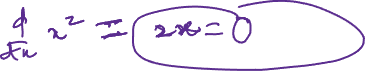 d/dx x² = 2x = 0